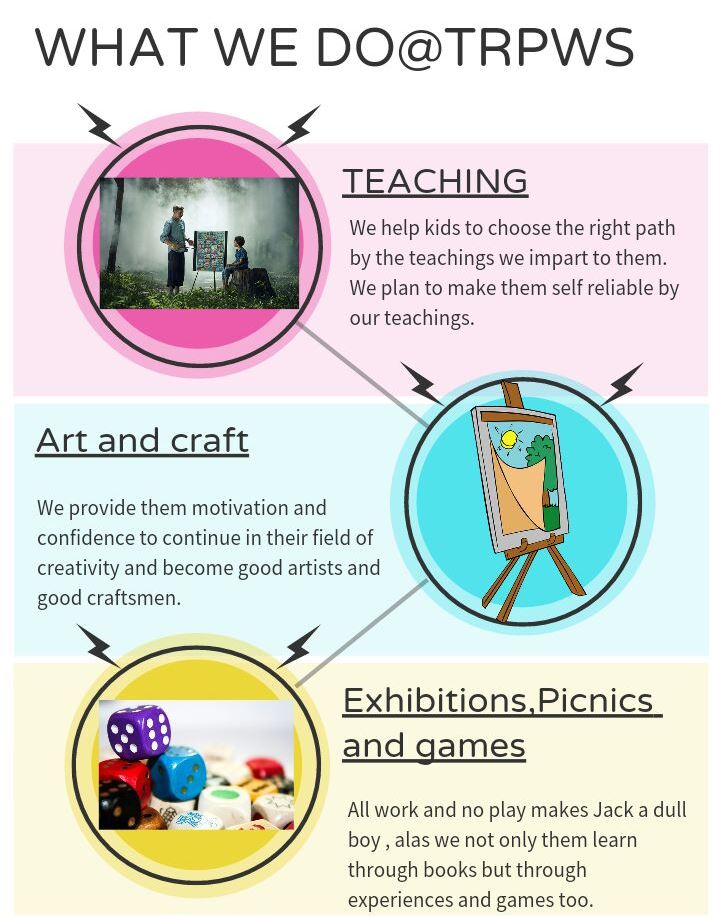 WHAT WE DO@TRPWS
TEACHING
We help kids to choose the right path
by the teachings we impart to them.
We plan to make them self reliable by
our teachings.
Art and craft
We provide them motivation and
confidence to continue in their field of
creativity and become good artists and
good craftsmen.
Exhibitions,Picnics
and games
All work and no play makes Jack a dull
boy , alas we not only them learn
through books but through
experiences and games too.